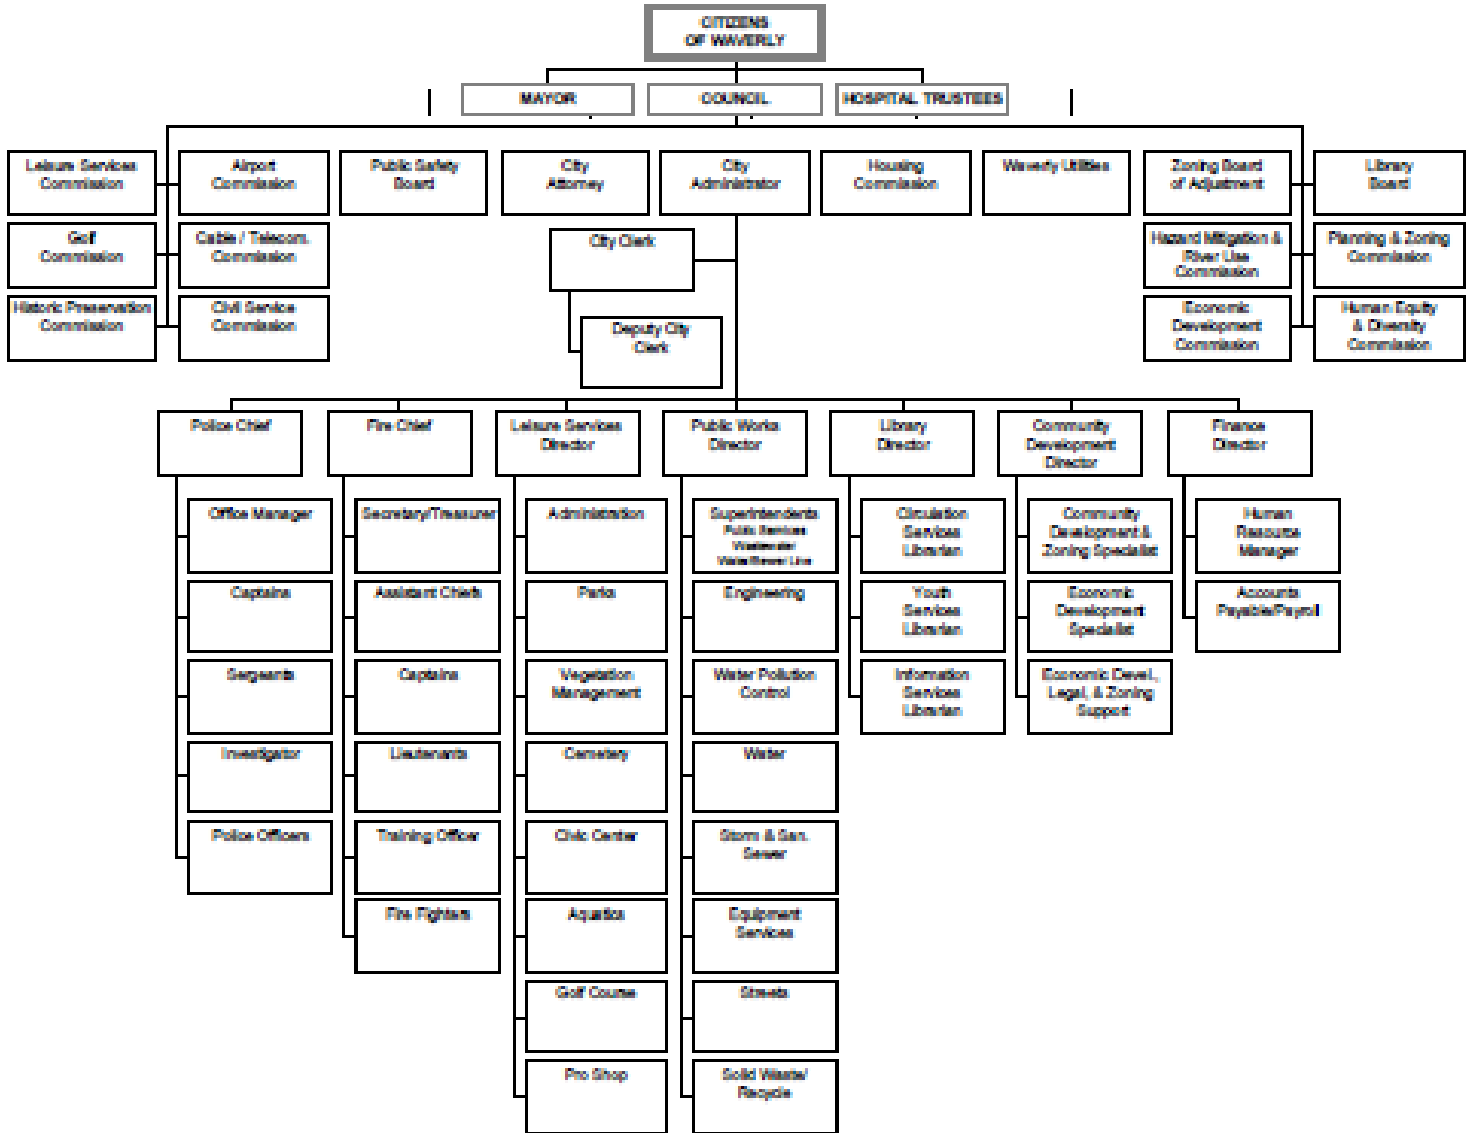 CITIZENS
OF WAVERLY
MAYOR
COUNCIL
HOSPITAL TRUSTEES
Leisure Services
Commission
Airport
Commission
Public Safety
Board
City
Attorney
City
Administrator
Housing
Commission
Waverly Utilities
Zoning Board
of Adjustment
Library
Board
Golf
Commission
Cable / Telecom.
Commission
City Clerk
Hazard Mitigation &
River Use
Commission
Planning & Zoning
Commission
Historic Preservation
Commission
Civil Service
Commission
Deputy City
Clerk
Economic
Development
Commission
Human Equity
& Diversity
Commission
Police Chief
Fire Chief
Leisure Services
Director
Public Works
Director
Library
Director
Community
Development
Director
Finance
Director
Office Manager
Secretary/Treasurer
Administration
Superintendents
Public Services
Wastewater
Water/Sewer Line
Circulation
Services
Librarian
Community
Development &
Zoning Specialist
Human
Resource
Manager
Captains
Assistant Chiefs
Parks
Engineering
Youth
Services
Librarian
Economic
Development
Specialist
Accounts
Payable/Payroll
Sergeants
Captains
Vegetation
Management
Water Pollution
Control
Information
Services
Librarian
Economic Devel.,
Legal, & Zoning
Support
Investigator
Lieutenants
Cemetery
Water
Police Officers
Training Officer
Civic Center
Storm & San.
Sewer
Fire Fighters
Aquatics
Equipment
Services
Golf Course
Streets
Pro Shop
Solid Waste/
Recycle